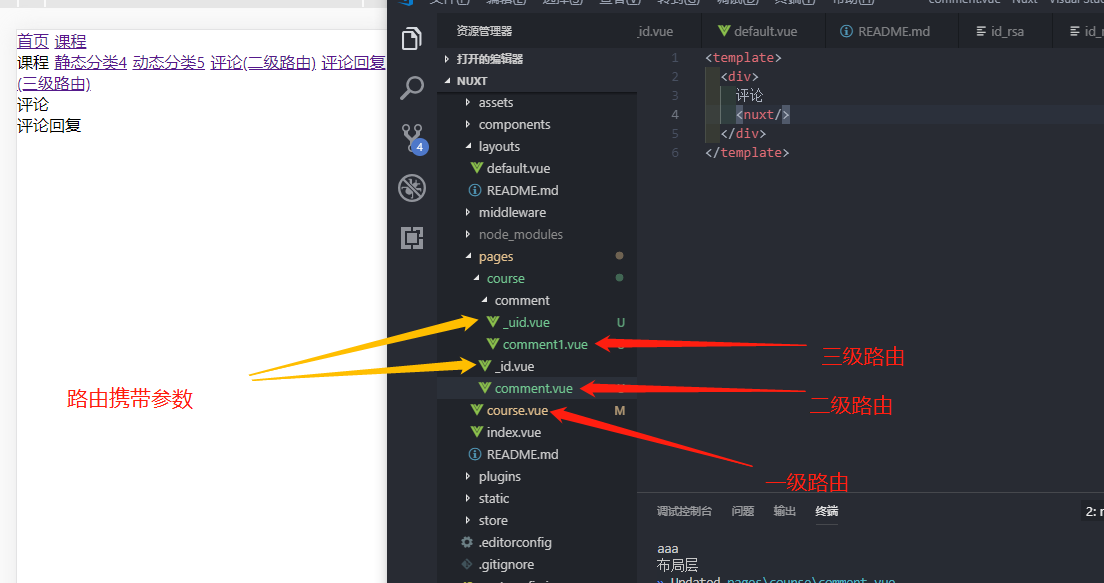 首页 课程
课程 静态分类4 动态分类5 评论(二级路由) 评论回复
(三级路由)
评论
评论回复
路由携带参数
资源管理器
打开的编辑器
NUXT
assets
components
layouts
default.vue
README.md
middleware
node_modules
pages
course
comment
_uid.vue U
comment1.vue
_id.vue
comment.vue
course.vue M
index.vue
README.md
plugins
static
store
.editorconfig
.gitignore
4
_id.vue default.vue README.md id_rsa
1 <template>
2 <div>
3 评论
4 <nuxt/>
5 </div>
6 </template>
三级路由
二级路由
一级路由
调试控制台 问题 输出 终端
aaa
布局层
» Updated pages\course\comment.vue